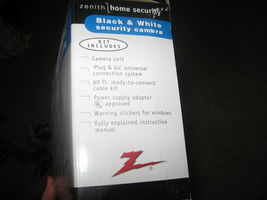 zenith home security
Black & White
security camera
KIT
INCLUDES
Camera unit
'Plug & Go' universal
connection system
60 ft. ready-to-connect
cable kit
Power supply adaptor
UL approved
Warning stickers for windows
Fully explained instruction
manual